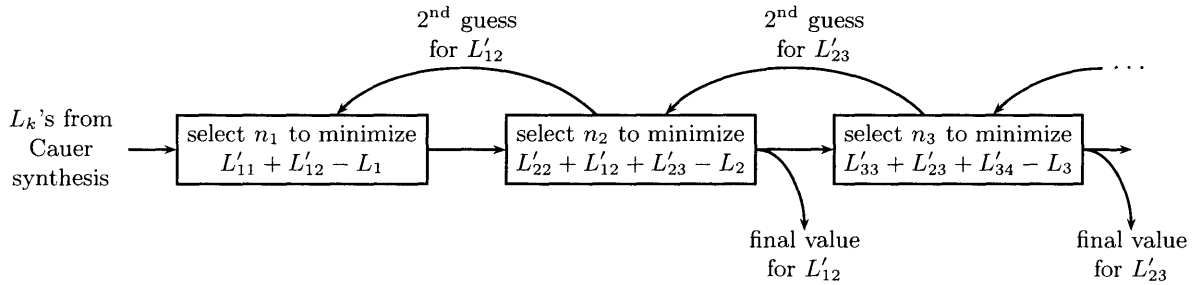 2nd guess
for L′12
2nd guess
for L′23
...
Lk's from
Cauer
synthesis
select n1 to minimize
L′11 + L′12 − L1
select n2 to minimize
L′22 + L′12 + L′23 − L2
select n3 to minimize
L′33 + L′23 + L′34 − L3
final value
for L′12
final value
for L′23